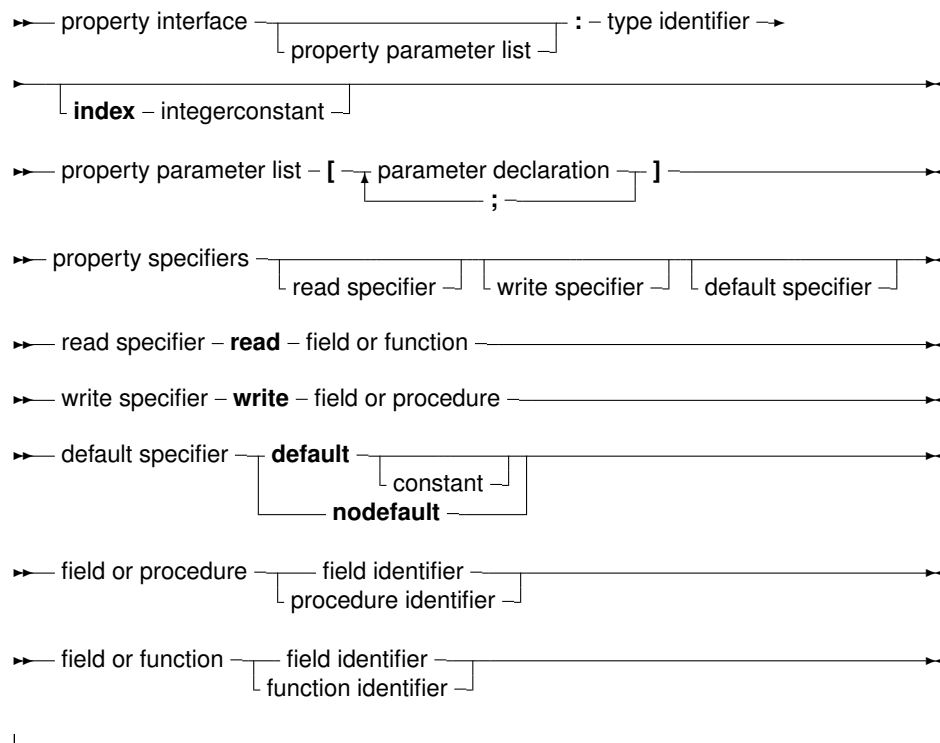 property interface : – type identifier
property parameter list
index – integerconstant
property parameter list – [ parameter declaration ]
;
property specifiers
read specifier write specifier default specifier
read specifier – read – field or function
write specifier – write – field or procedure
default specifier default
constant
nodefault
field or procedure field identifier
procedure identifier
field or function field identifier
function identifier